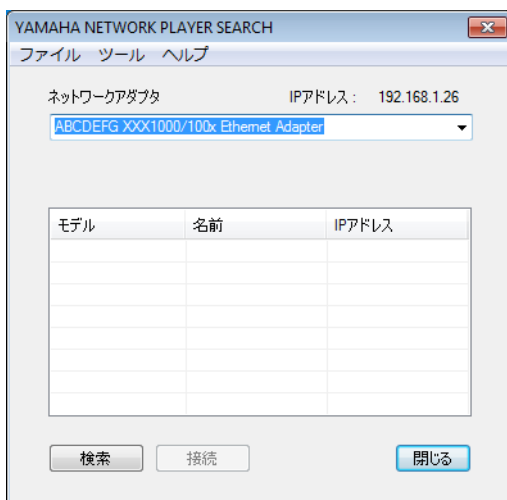 YAMAHA NETWORK PLAYER SEARCH
ファイル ツール ヘルプ
ネットワークアダプタ IPアドレス： 192.168.1.26
ABCDEFG XXX1000/100x Ethernet Adapter
モデル 名前 IPアドレス
検索 接続 閉じる